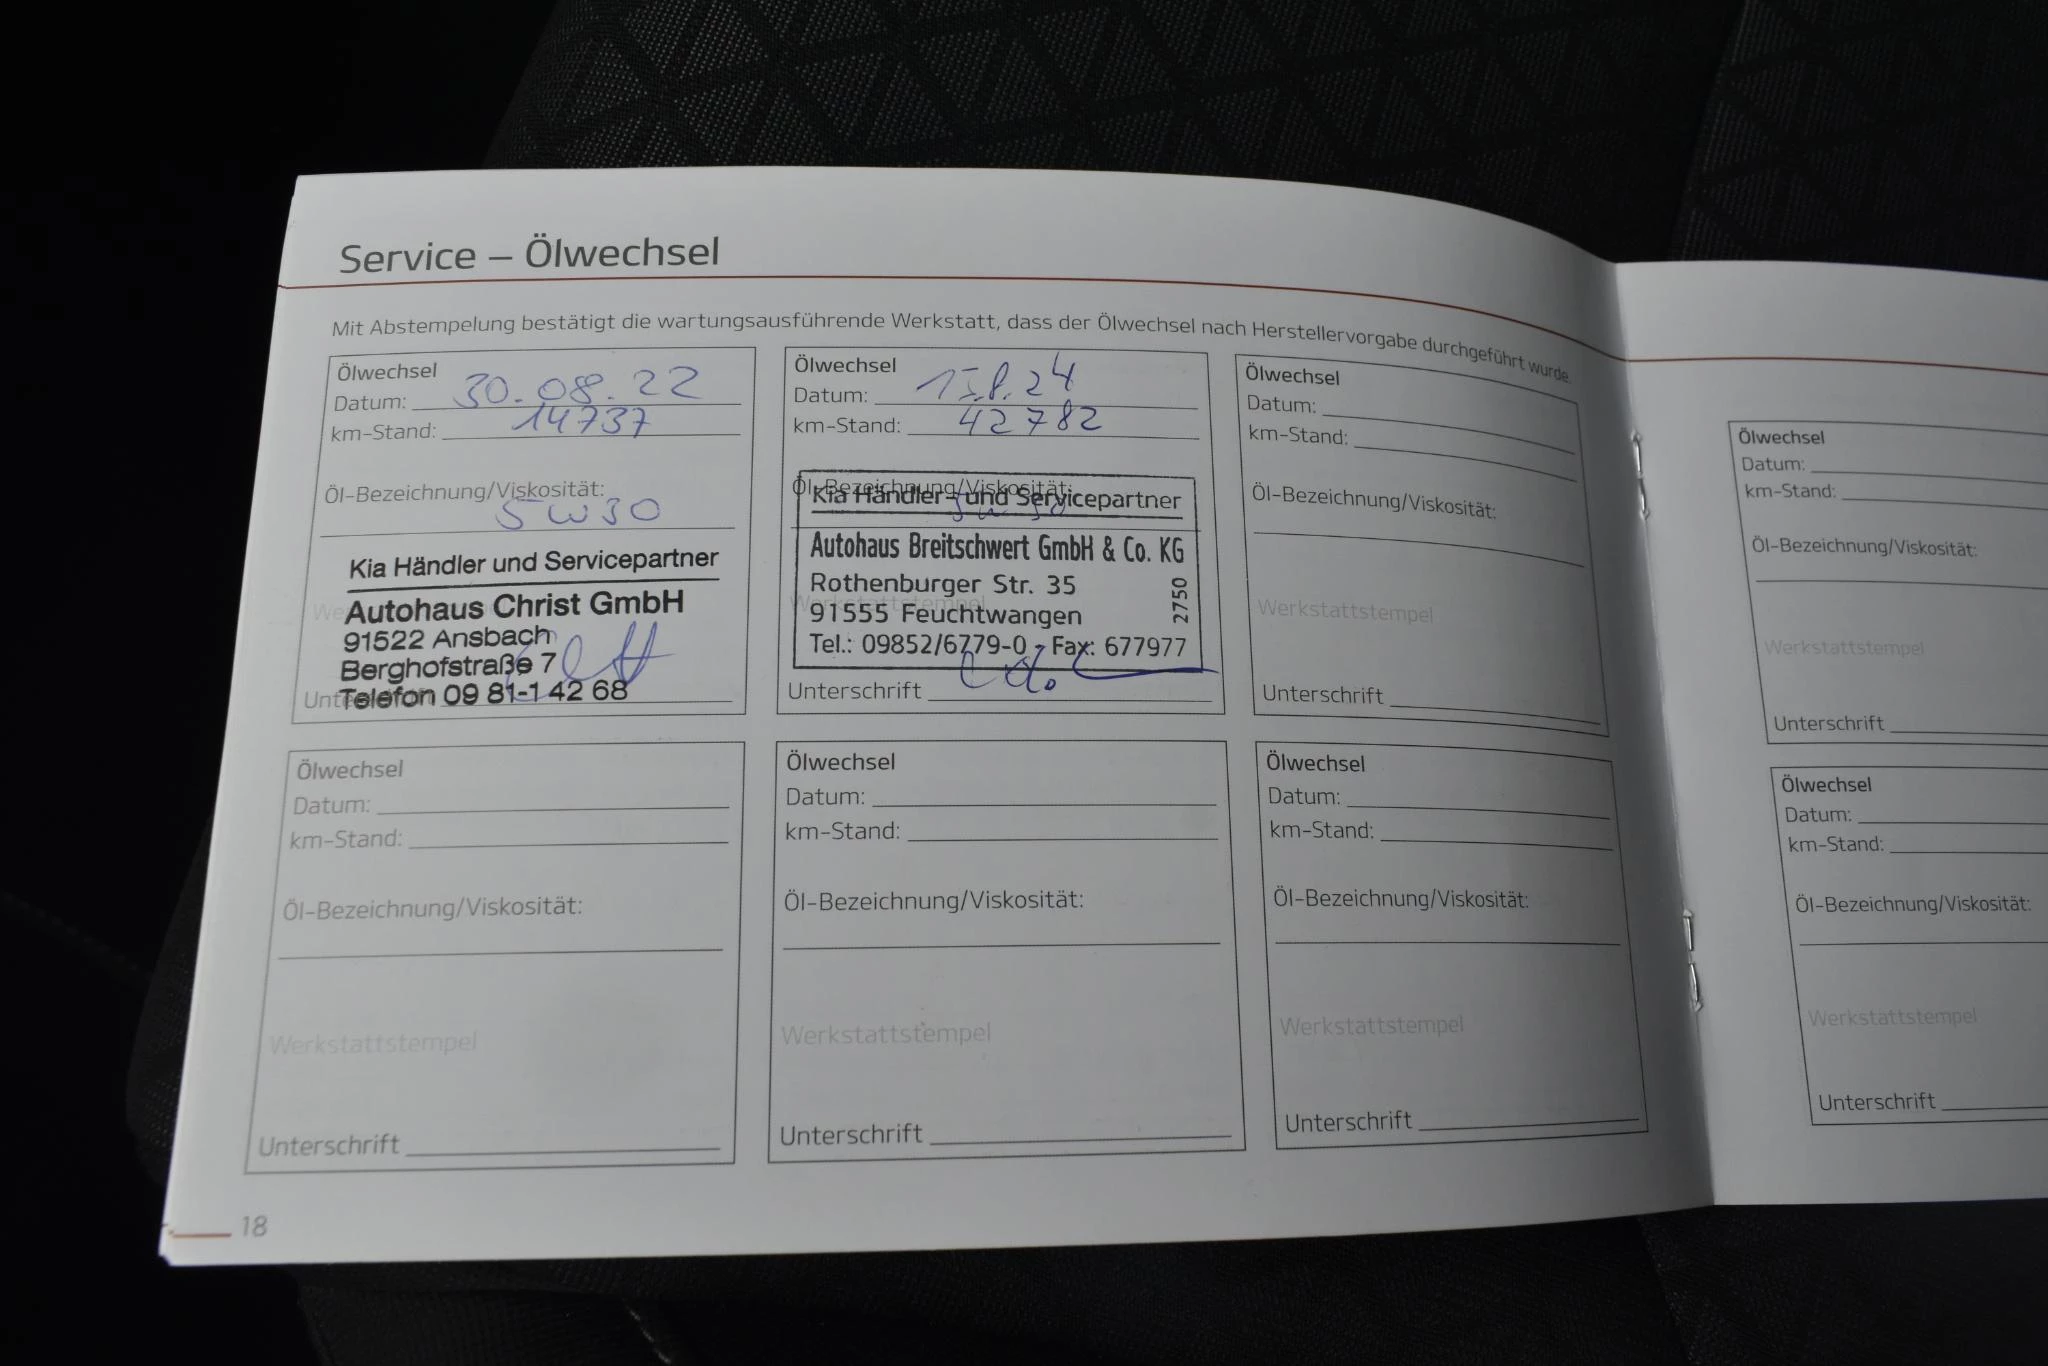 Service – Ölwechsel
Mit Abstempelung bestätigt die wartungsausführende Werkstatt, dass der Ölwechsel nach Herstellervorgabe durchgeführt wurde.
Ölwechsel
Datum: 30.08.22
km-Stand: 14737
Öl-Bezeichnung/Viskosität:
5W30
Kia Händler und Servicepartner
Autohaus Christ GmbH
91522 Ansbach
Berghofstraße 7
Telefon 09 81-1 42 68
Ölwechsel
Datum: 15.8.24
km-Stand: 42782
Öl-Bezeichnung/Viskosität:
5W30
Kia Händler- und Servicepartner
Autohaus Breitschwert GmbH & Co. KG
Rothenburger Str. 35
Werkstattstempel
91555 Feuchtwangen
2750
Tel.: 09852/6779-0 - Fax: 677977
Unterschrift
Ölwechsel
Datum:
km-Stand:
Öl-Bezeichnung/Viskosität:
Werkstattstempel
Unterschrift
Ölwechsel
Datum:
km-Stand:
Öl-Bezeichnung/Viskosität:
Werkstattstempel
Unterschrift
Ölwechsel
Datum:
km-Stand:
Öl-Bezeichnung/Viskosität:
Werkstattstempel
Unterschrift
Ölwechsel
Datum:
km-Stand:
Öl-Bezeichnung/Viskosität:
Werkstattstempel
Unterschrift
18
Ölwechsel
Datum:
km-Stand:
Öl-Bezeichnung/Viskosität:
Werkstattstempel
Unterschrift
Ölwechsel
Datum:
km-Stand:
Öl-Bezeichnung/Viskosität:
Werkstattstempel
Unterschrift